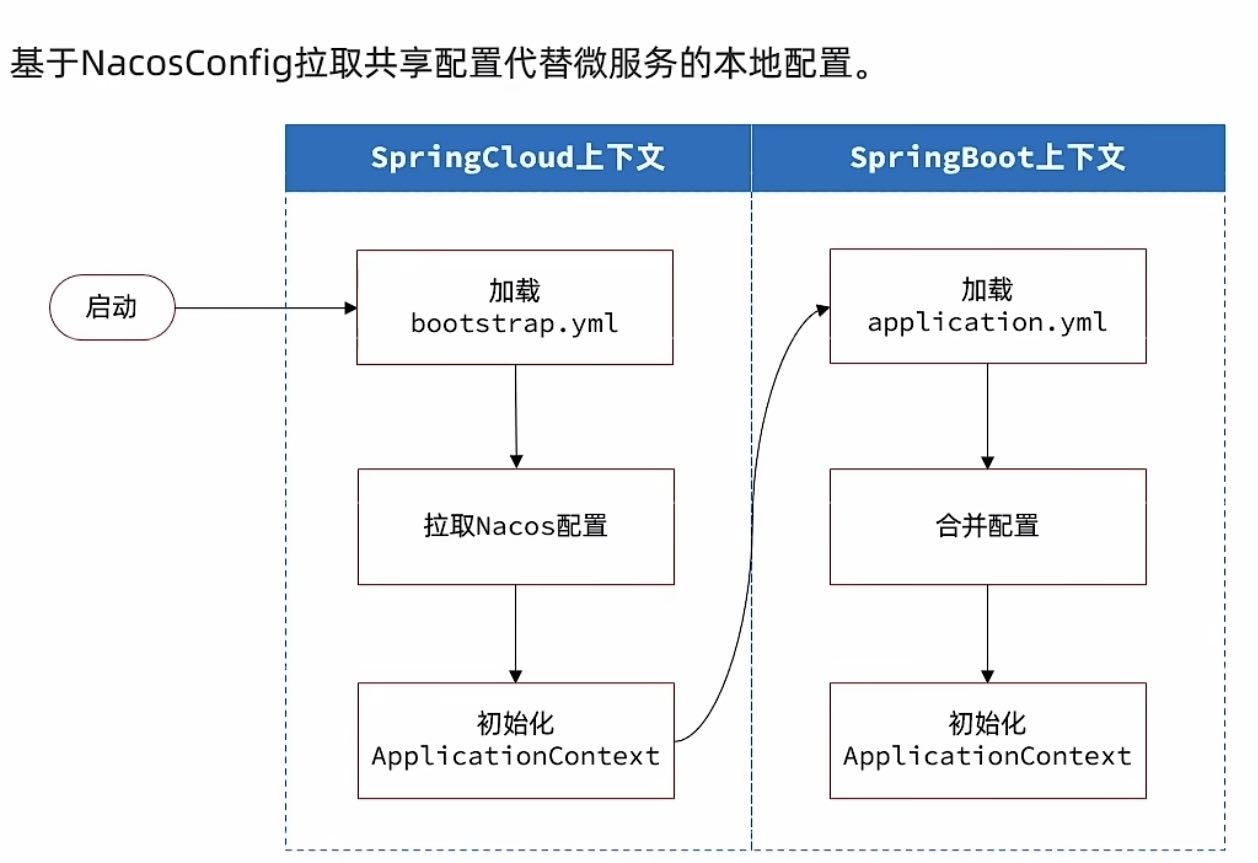 基于NacosConfig拉取共享配置代替微服务的本地配置。
SpringCloud上下文
SpringBoot上下文
启动
加载
bootstrap.yml
拉取Nacos配置
初始化
ApplicationContext
加载
application.yml
合并配置
初始化
ApplicationContext